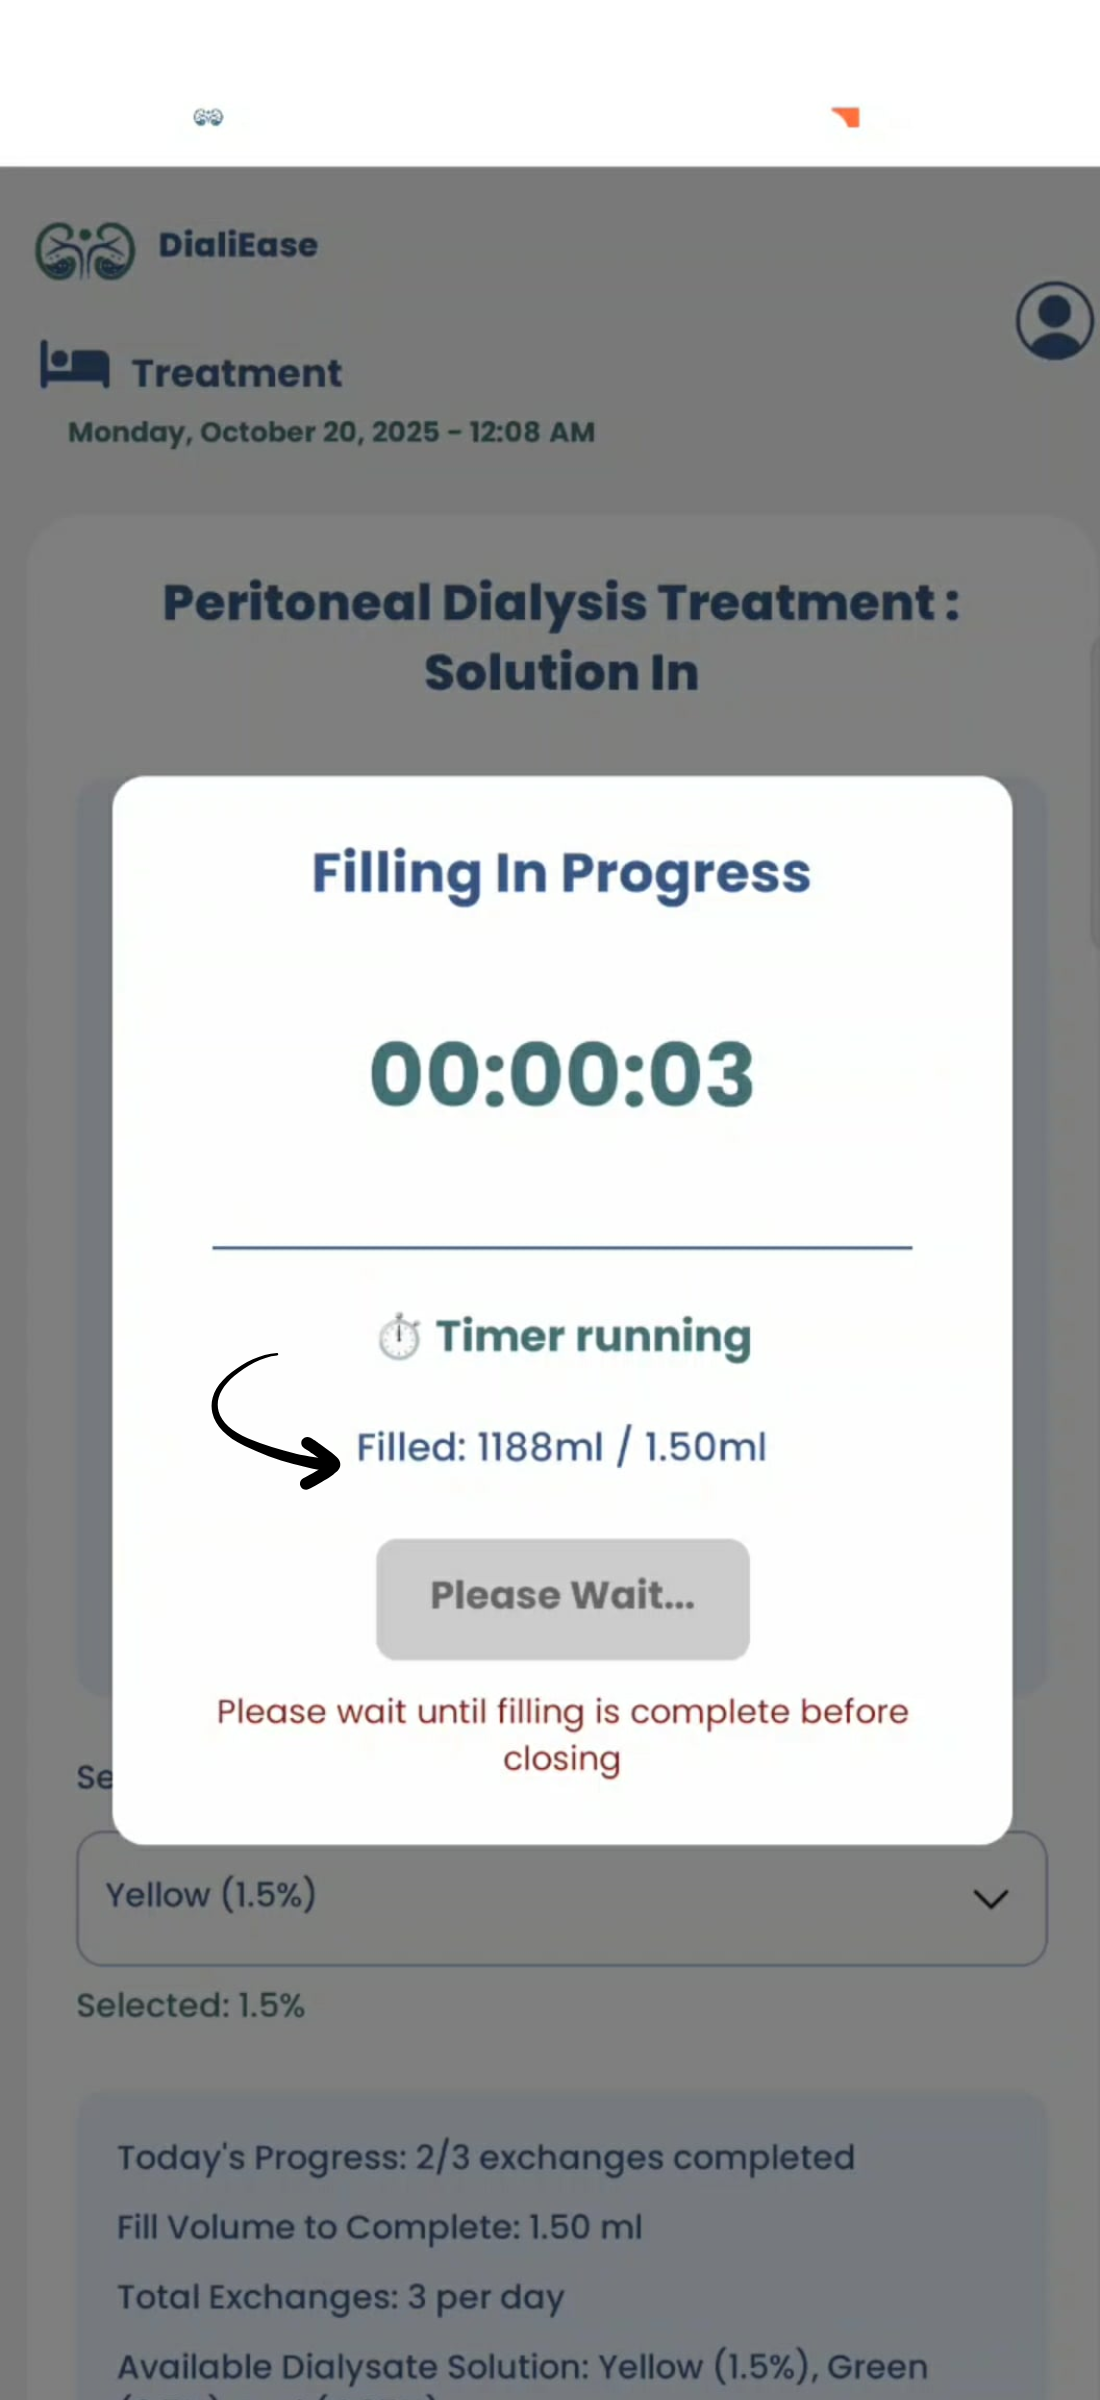 DialiEase
Treatment
Monday, October 20, 2025 - 12:08 AM
Peritoneal Dialysis Treatment :
Solution In
Filling In Progress
00:00:03
Timer running
Filled: 1188ml / 1.50ml
Please Wait...
Please wait until filling is complete before
closing
Se
Yellow (1.5%)
Selected: 1.5%
Today's Progress: 2/3 exchanges completed
Fill Volume to Complete: 1.50 ml
Total Exchanges: 3 per day
Available Dialysate Solution: Yellow (1.5%), Green